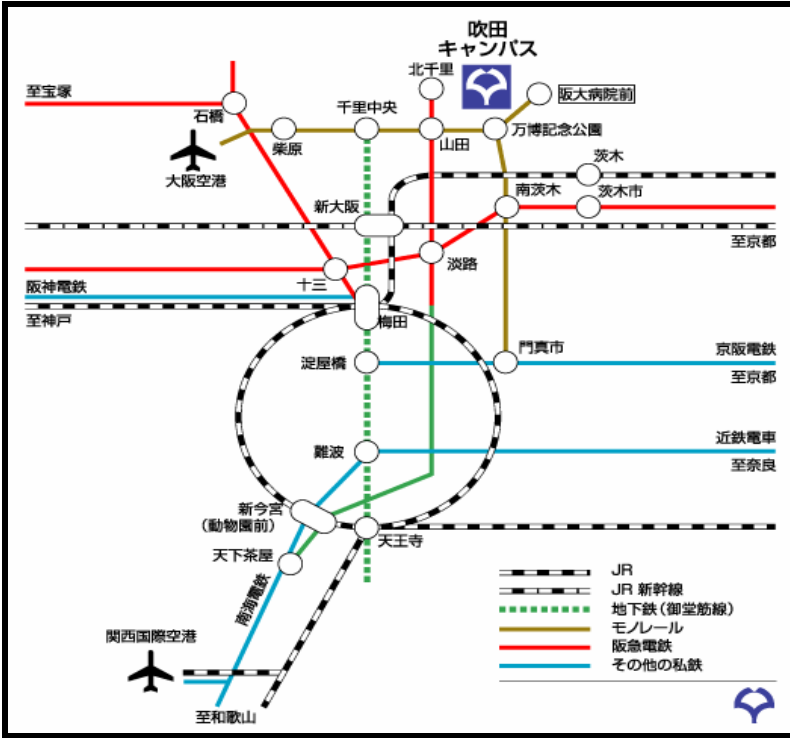 吹田
キャンパス
北千里
至宝塚
石橋
千里中央
阪大病院前
柴原
山田
万博記念公園
大阪空港
茨木
新大阪
南茨木
茨木市
至京都
淡路
十三
阪神電鉄
至神戸
梅田
淀屋橋
門真市
京阪電鉄
至京都
難波
近鉄電車
至奈良
新今宮
(動物園前)
天王寺
天下茶屋
南海電鉄
関西国際空港
至和歌山
JR
JR 新幹線
地下鉄(御堂筋線)
モノレール
阪急電鉄
その他の私鉄